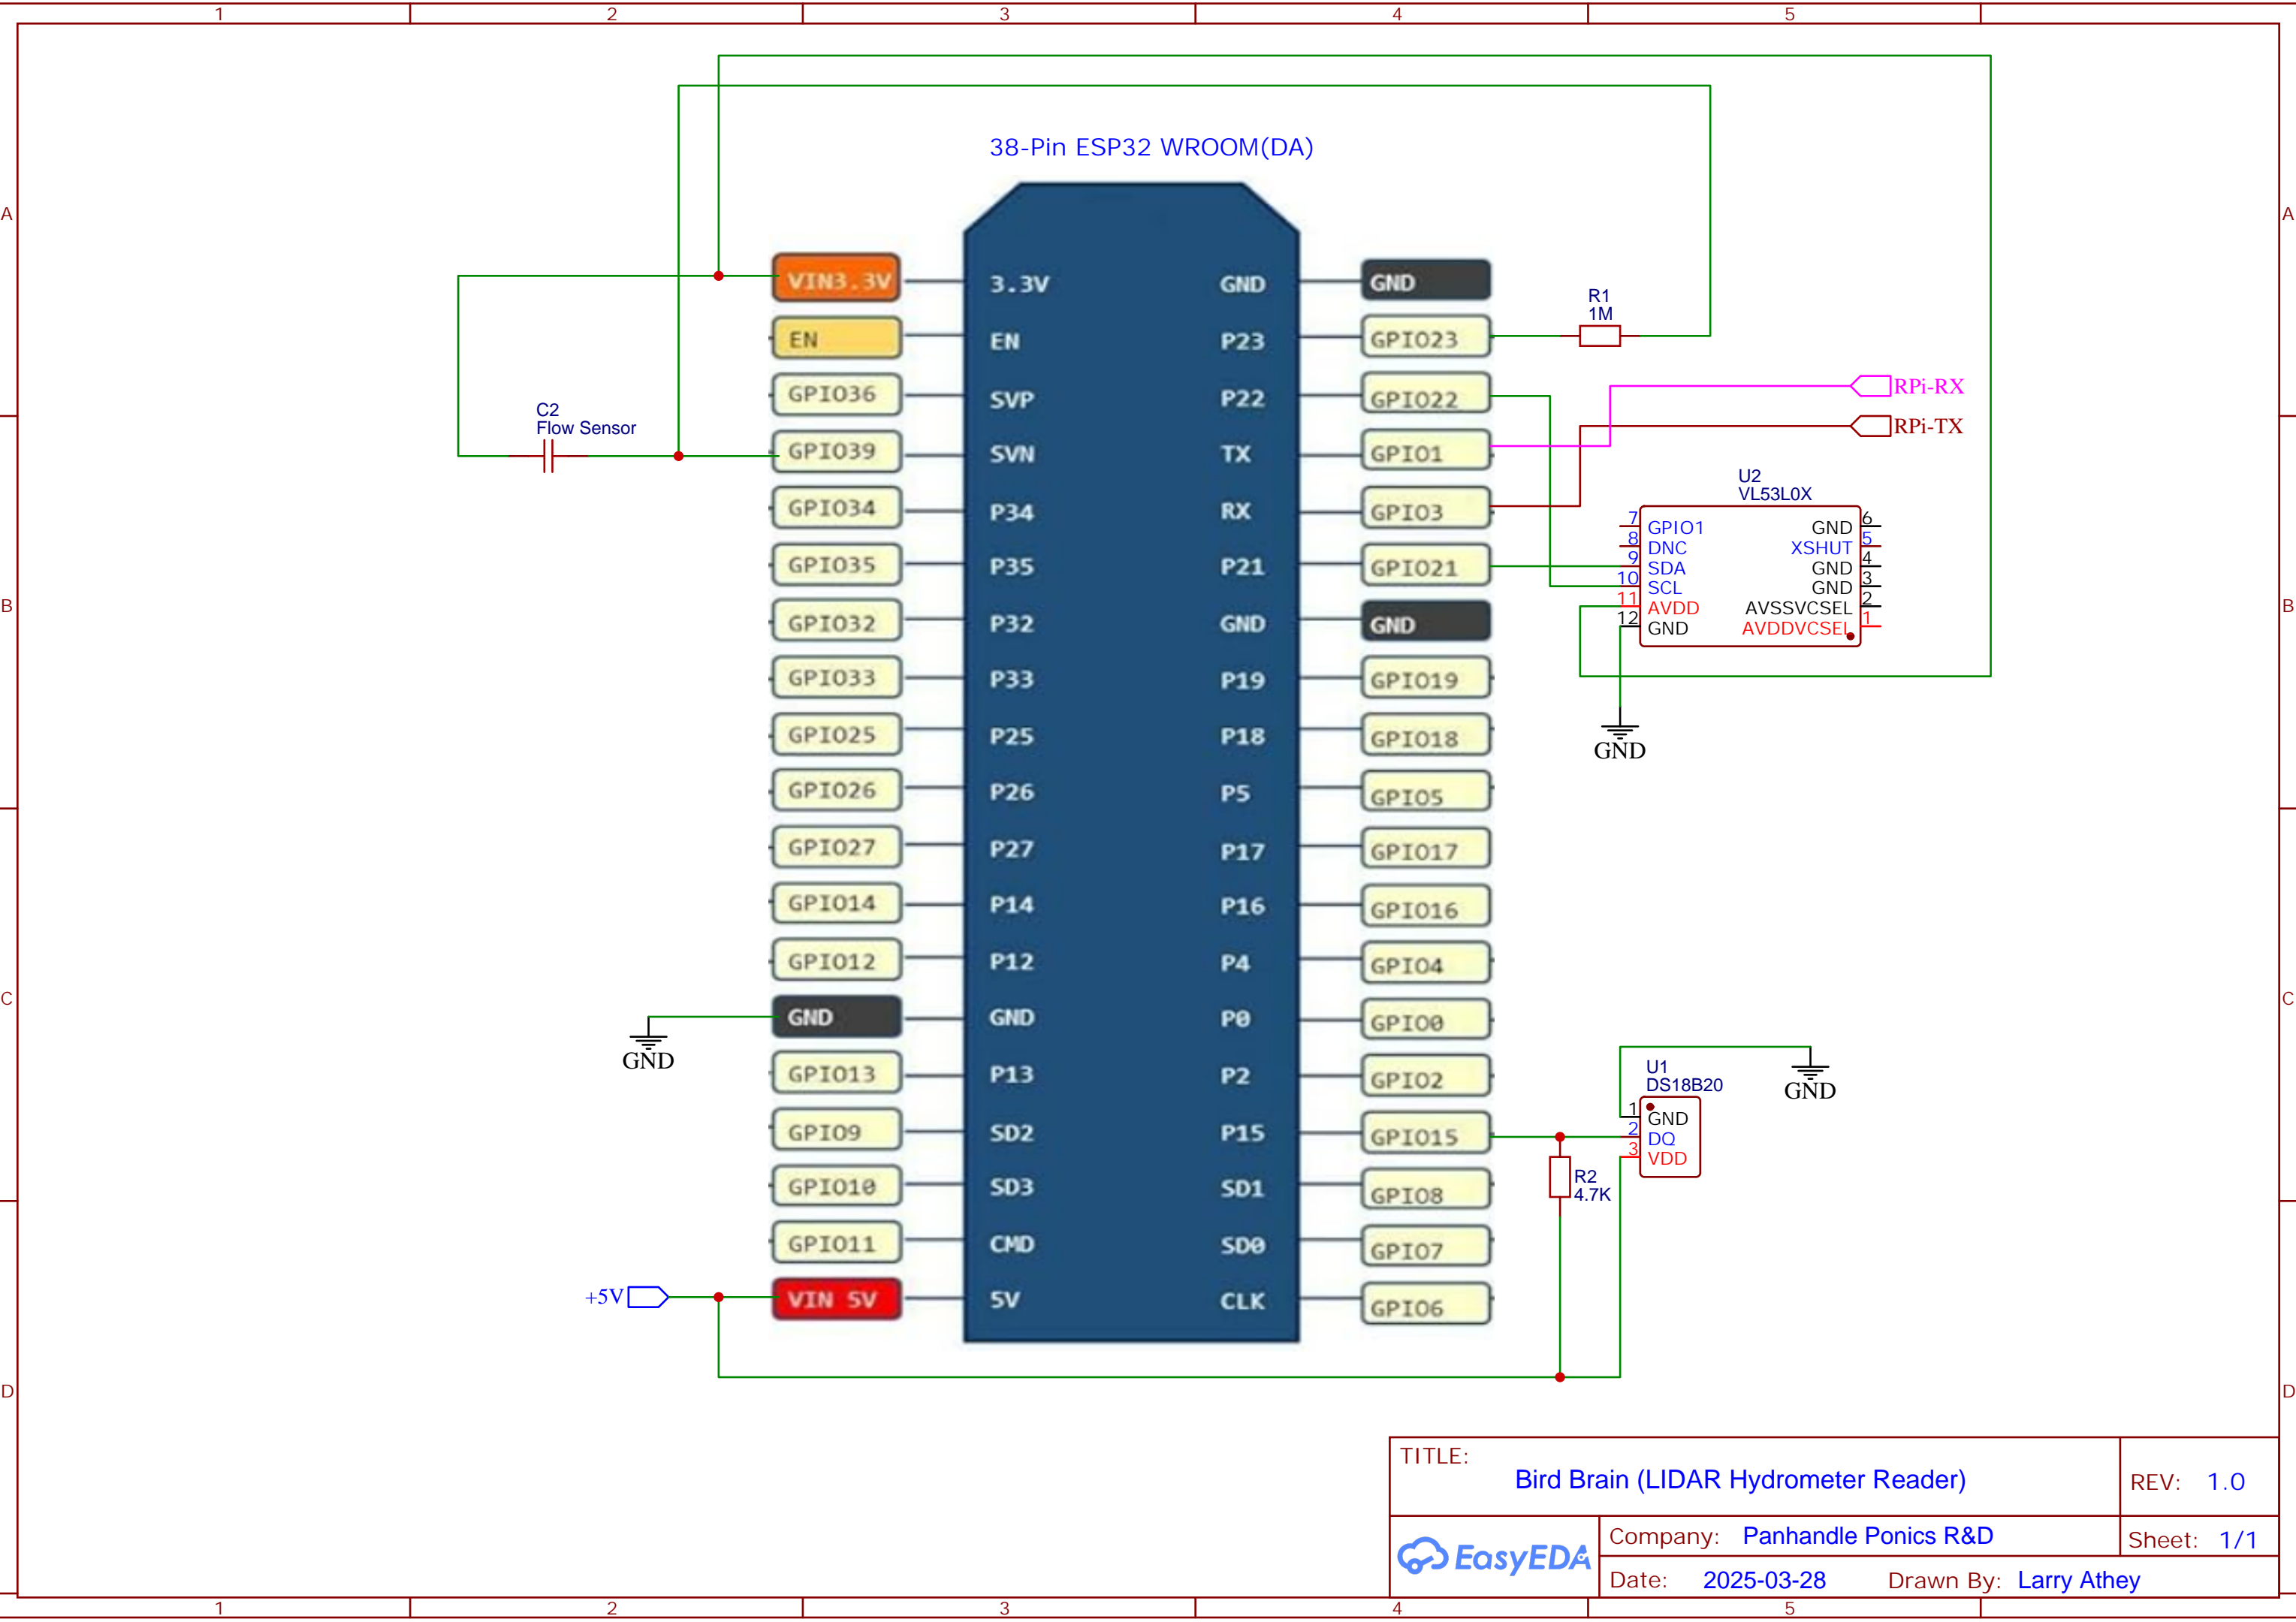 1 2 3 4 5
A A
B B
C C
D D
38-Pin ESP32 WROOM(DA)
VIN3.3V 3.3V GND GND
EN EN P23 GPIO23
GPIO36 SVP P22 GPIO22
GPIO39 SVN TX GPIO1
GPIO34 P34 RX GPIO3
GPIO35 P35 P21 GPIO21
GPIO32 P32 GND GND
GPIO33 P33 P19 GPIO19
GPIO25 P25 P18 GPIO18
GPIO26 P26 P5 GPIO5
GPIO27 P27 P17 GPIO17
GPIO14 P14 P16 GPIO16
GPIO12 P12 P4 GPIO4
GND GND P0 GPIO0
GPIO13 P13 P2 GPIO2
GPIO9 SD2 P15 GPIO15
GPIO10 SD3 SD1 GPIO8
GPIO11 CMD SD0 GPIO7
VIN 5V 5V CLK GPIO6
C2
Flow Sensor
GND
+5V
R1
1M
RPi-RX
RPi-TX
U2
VL53L0X
7 GPIO1 GND 6
8 DNC XSHUT 5
9 SDA GND 4
10 SCL GND 3
11 AVDD AVSSVCSEL 2
12 GND AVDDVCSEL 1
GND
U1
DS18B20
1 GND
2 DQ
3 VDD
GND
R2
4.7K
TITLE:
Bird Brain (LIDAR Hydrometer Reader)
REV: 1.0
EasyEDA
Company: Panhandle Ponics R&D
Sheet: 1/1
Date: 2025-03-28 Drawn By: Larry Athey
1 2 3 4 5